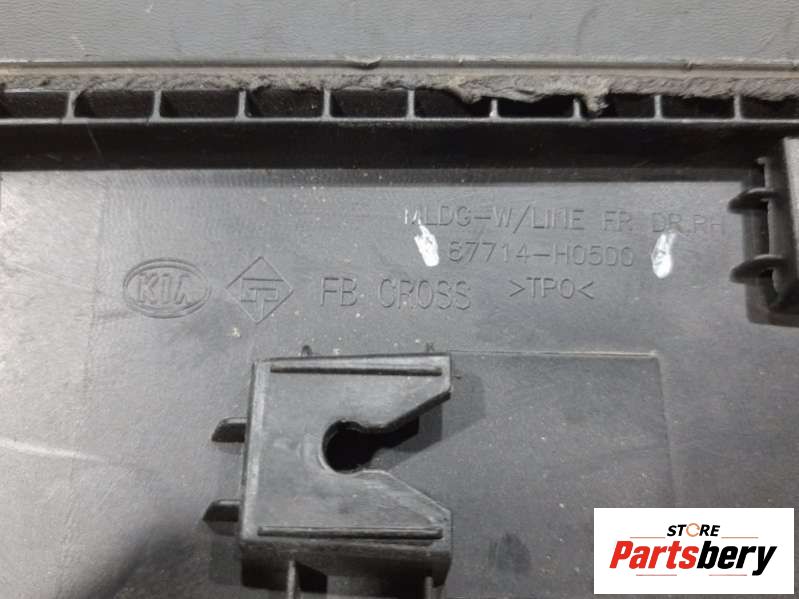 MLDG-W/LINE FR DR.RH
87714-H0500
KIA
FB CROSS
>TPO<
STORE
Partsbery